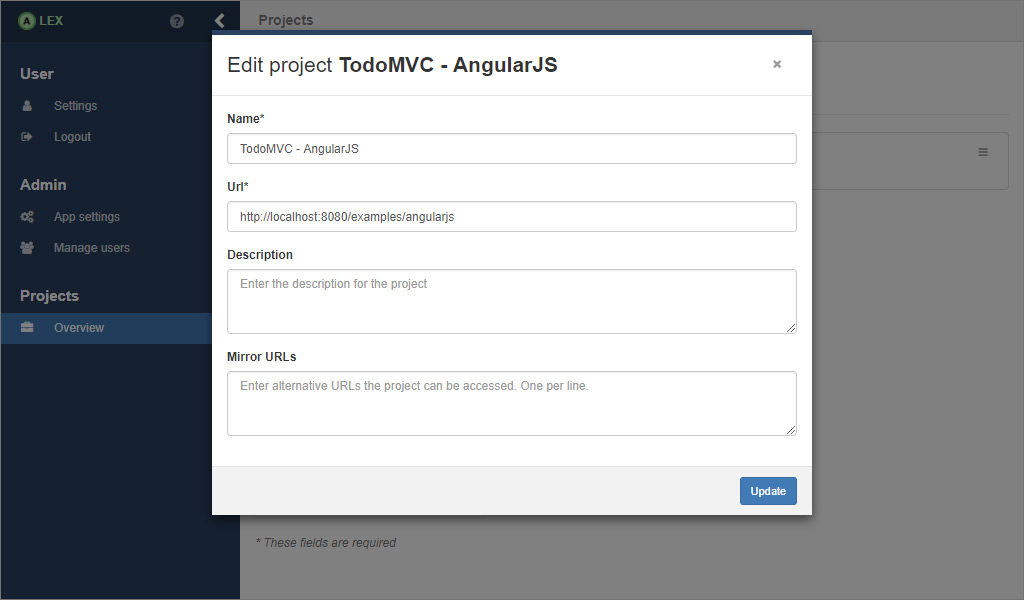 A LEX ?
Projects
User
Settings
Logout
Admin
App settings
Manage users
Projects
Overview
Edit project TodoMVC - AngularJS
×
Name*
TodoMVC - AngularJS
Url*
http://localhost:8080/examples/angularjs
Description
Enter the description for the project
Mirror URLs
Enter alternative URLs the project can be accessed. One per line.
Update
* These fields are required